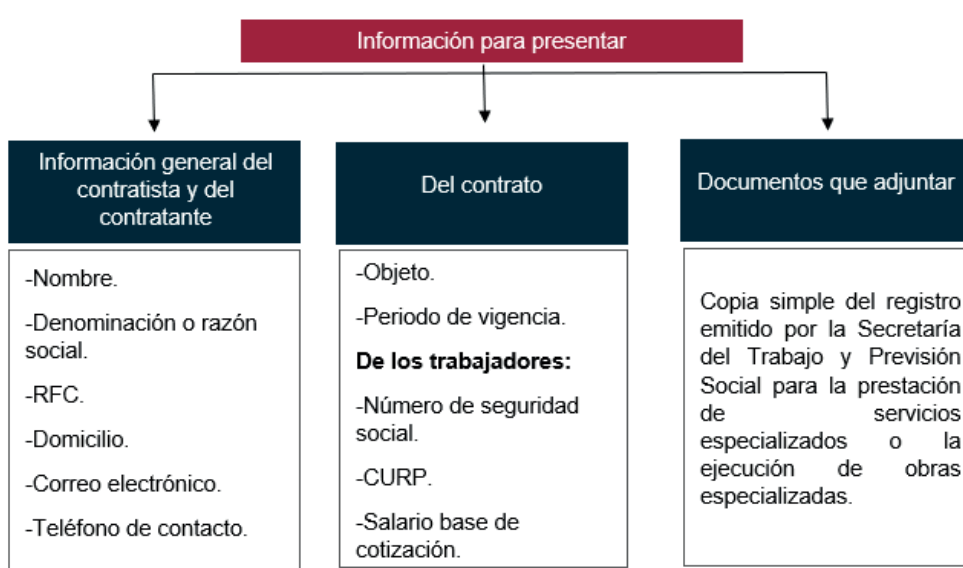 Información para presentar
Información general del
contratista y del
contratante
-Nombre.
-Denominación o razón
social.
-RFC.
-Domicilio.
-Correo electrónico.
-Teléfono de contacto.
Del contrato
-Objeto.
-Periodo de vigencia.
De los trabajadores:
-Número de seguridad
social.
-CURP.
-Salario base de
cotización.
Documentos que adjuntar
Copia simple del registro
emitido por la Secretaría
del Trabajo y Previsión
Social para la prestación
de servicios
especializados o la
ejecución de obras
especializadas.